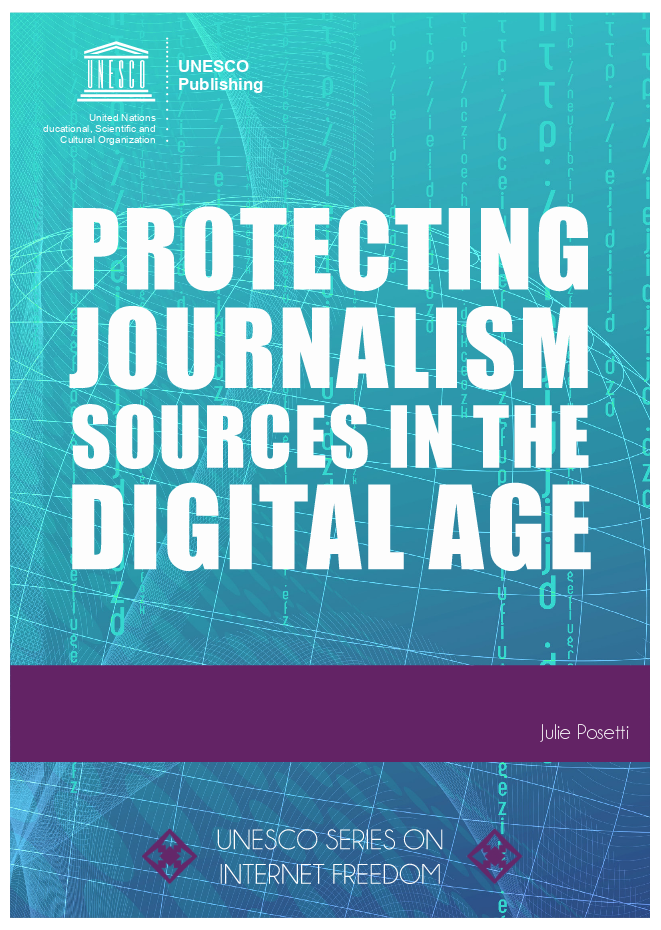 UNESCO
UNESCO
Publishing
United Nations
ducational, Scientific and
Cultural Organization
PROTECTING
JOURNALISM
SOURCES IN THE
DIGITAL AGE
Julie Posetti
UNESCO SERIES ON
INTERNET FREEDOM